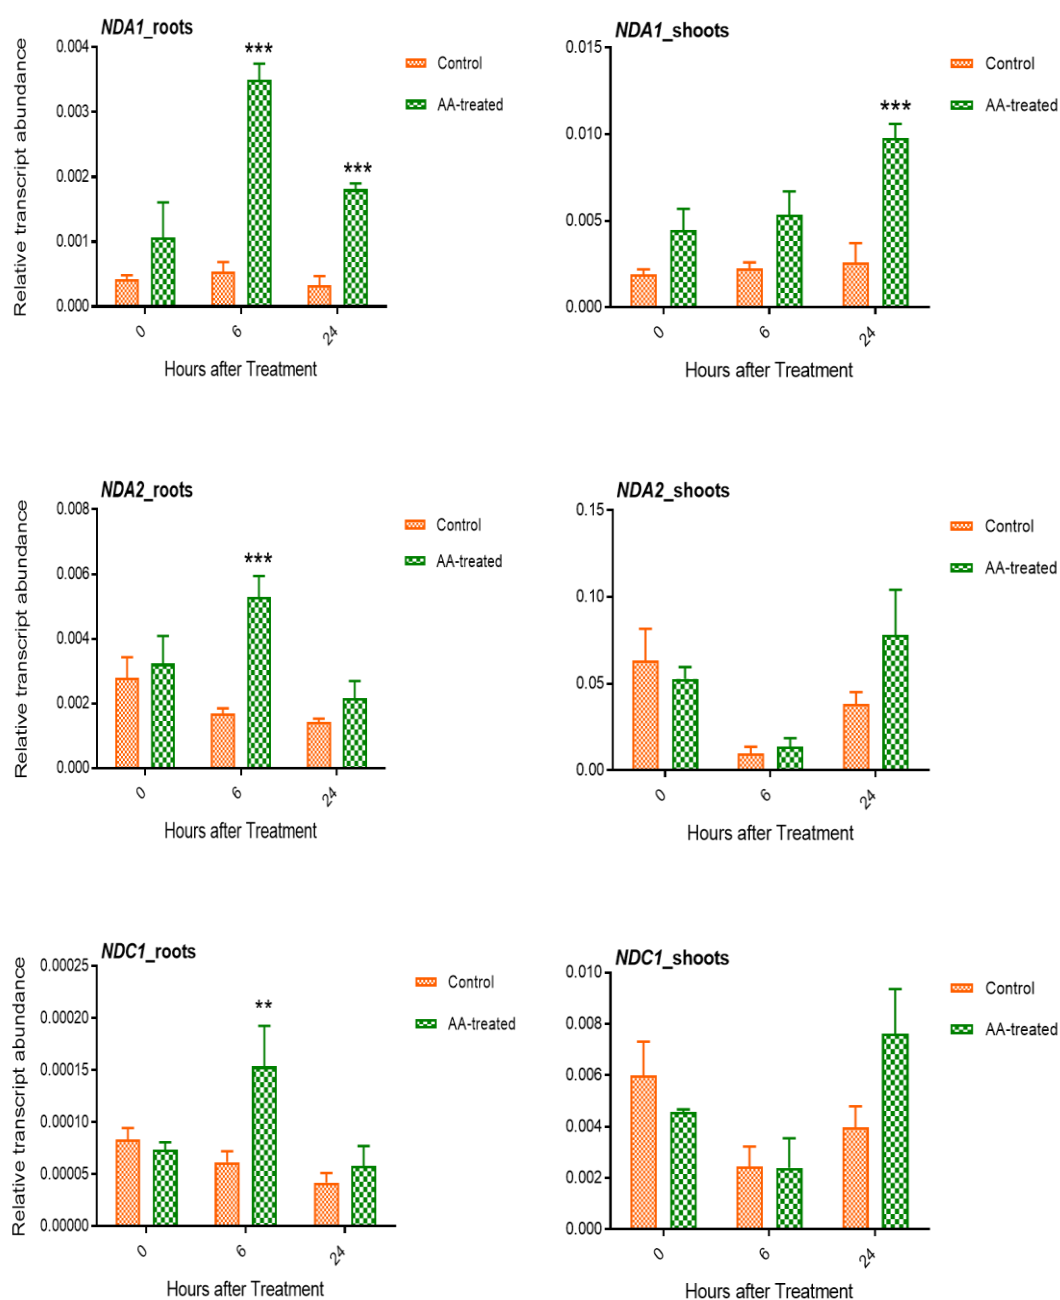 NDA1_roots
Relative transcript abundance
0.004
0.003
0.002
0.001
0.000
***
***
Control
AA-treated
0
6
24
Hours after Treatment
NDA1_shoots
0.015
0.010
0.005
0.000
***
Control
AA-treated
0
6
24
Hours after Treatment
NDA2_roots
Relative transcript abundance
0.008
0.006
0.004
0.002
0.000
***
Control
AA-treated
0
6
24
Hours after Treatment
NDA2_shoots
0.15
0.10
0.05
0.00
Control
AA-treated
0
6
24
Hours after Treatment
NDC1_roots
Relative transcript abundance
0.00025
0.00020
0.00015
0.00010
0.00005
0.00000
**
Control
AA-treated
0
6
24
Hours after Treatment
NDC1_shoots
0.010
0.008
0.006
0.004
0.002
0.000
Control
AA-treated
0
6
24
Hours after Treatment